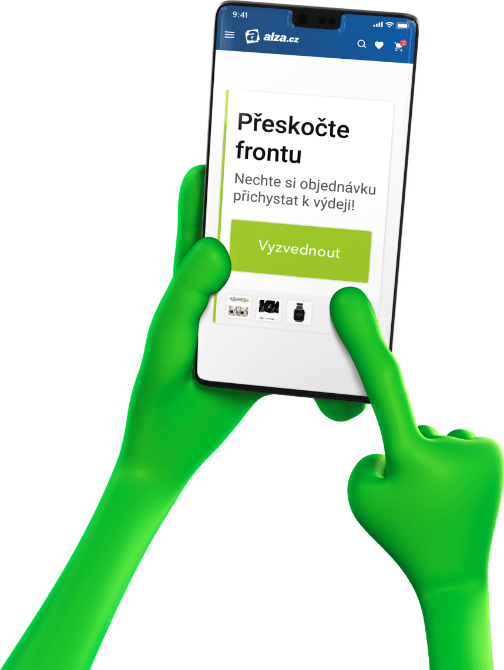 9:41
alza.cz
Přeskočte
frontu
Nechte si objednávku
přichystat k výdeji!
Vyzvednout